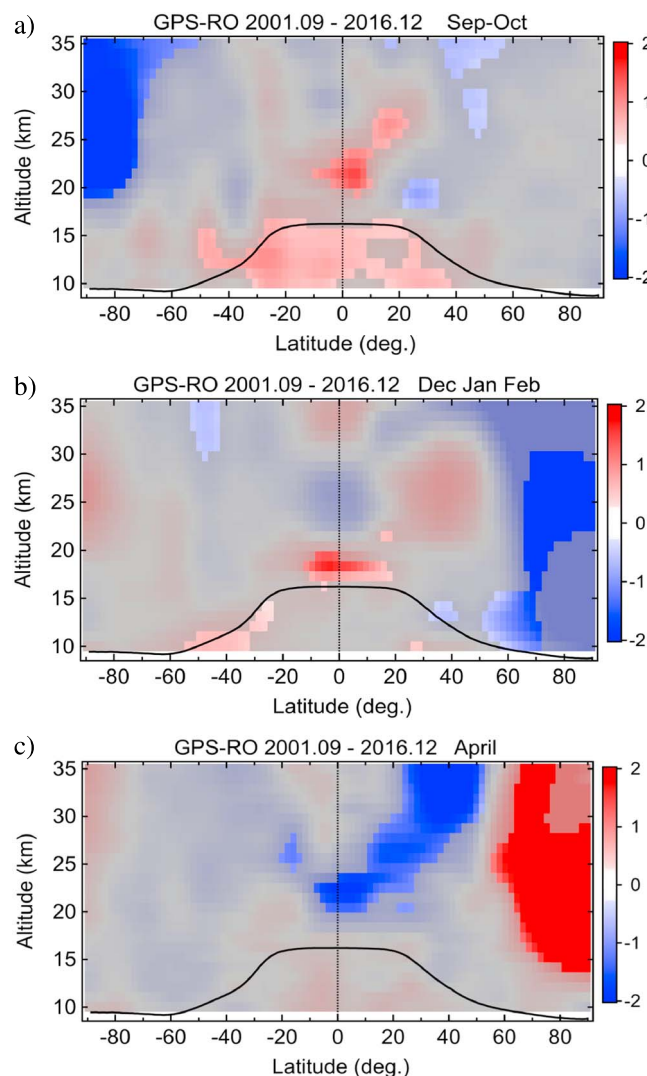 a)
GPS-RO 2001.09 - 2016.12 Sep-Oct
35
30
25
20
15
10
Altitude (km)
-80 -60 -40 -20 0 20 40 60 80
Latitude (deg.)
2
1
0
-1
-2
b)
GPS-RO 2001.09 - 2016.12 Dec Jan Feb
35
30
25
20
15
10
Altitude (km)
-80 -60 -40 -20 0 20 40 60 80
Latitude (deg.)
2
1
0
-1
-2
c)
GPS-RO 2001.09 - 2016.12 April
35
30
25
20
15
10
Altitude (km)
-80 -60 -40 -20 0 20 40 60 80
Latitude (deg.)
2
1
0
-1
-2